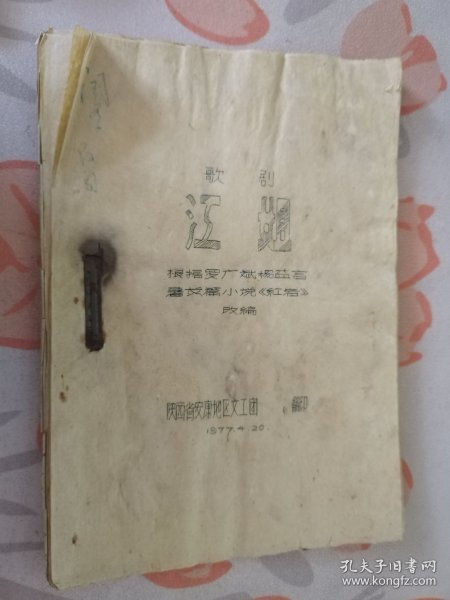 歌 剧
江姐
根据罗广斌杨益言
著长篇小说《红岩》
改编
陕西省安康地区文工团 翻印
1977.4.20.
孔夫子旧书网
www.kongfz.com